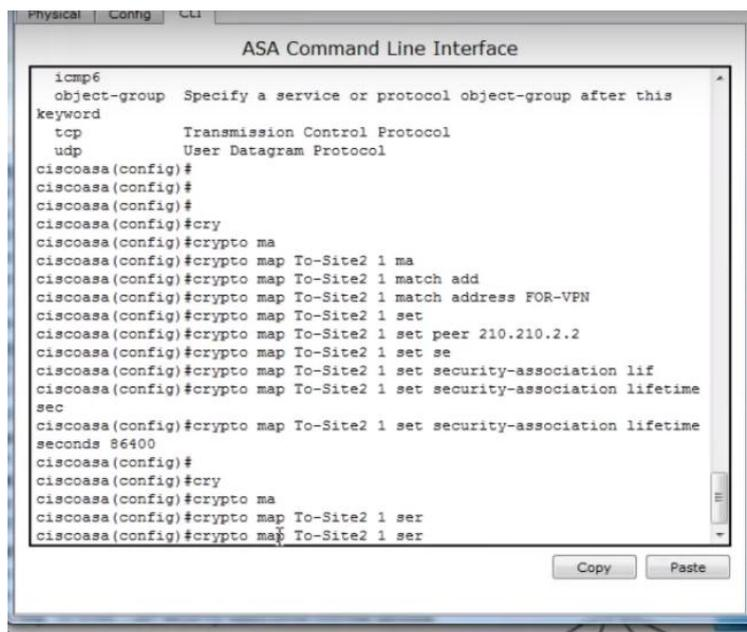 Physical Config CLI
ASA Command Line Interface
icmp6
object-group Specify a service or protocol object-group after this
keyword
tcp Transmission Control Protocol
udp User Datagram Protocol
ciscoasa(config)#
ciscoasa(config)#
ciscoasa(config)#
ciscoasa(config)#cry
ciscoasa(config)#crypto ma
ciscoasa(config)#crypto map To-Site2 1 ma
ciscoasa(config)#crypto map To-Site2 1 match add
ciscoasa(config)#crypto map To-Site2 1 match address FOR-VPN
ciscoasa(config)#crypto map To-Site2 1 set
ciscoasa(config)#crypto map To-Site2 1 set peer 210.210.2.2
ciscoasa(config)#crypto map To-Site2 1 set se
ciscoasa(config)#crypto map To-Site2 1 set security-association lif
ciscoasa(config)#crypto map To-Site2 1 set security-association lifetime
sec
ciscoasa(config)#crypto map To-Site2 1 set security-association lifetime
seconds 86400
ciscoasa(config)#
ciscoasa(config)#cry
ciscoasa(config)#crypto ma
ciscoasa(config)#crypto map To-Site2 1 ser
ciscoasa(config)#crypto map To-Site2 1 ser
Copy Paste